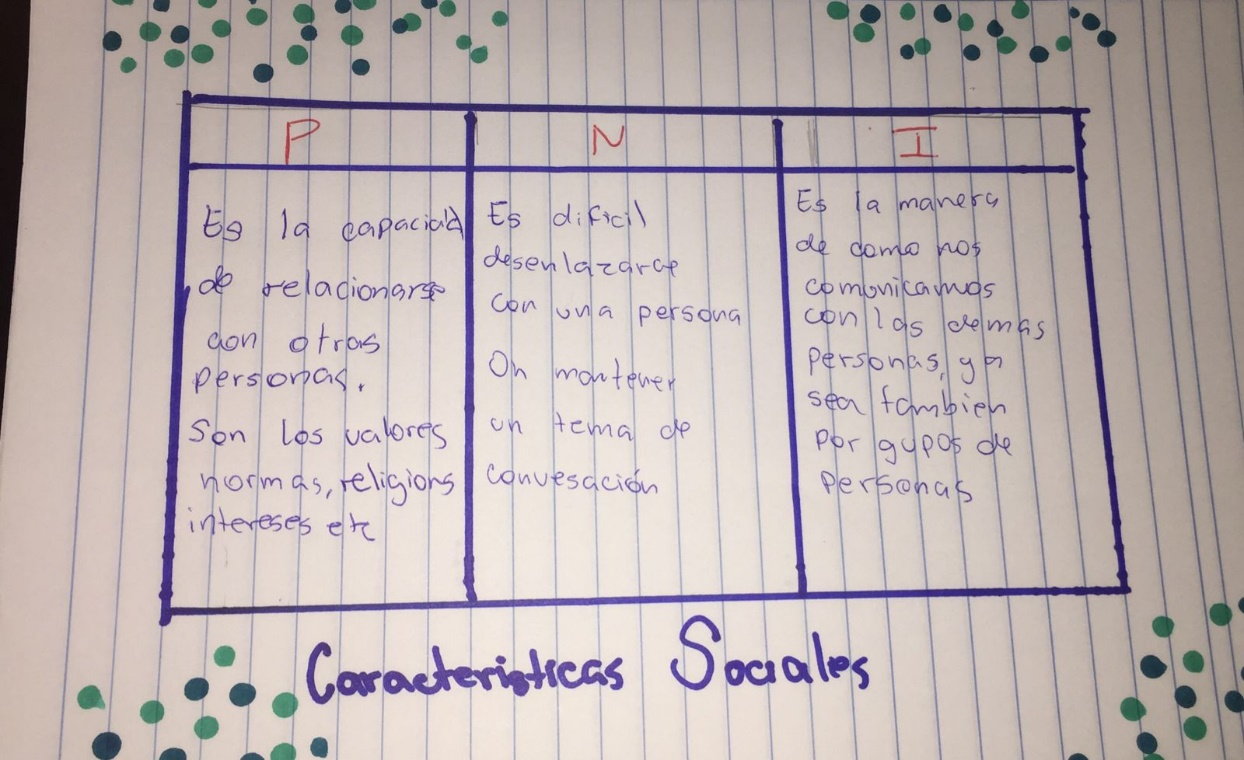 P
Es la capacidad
de relacionarse
con otras
personas.
Son los valores
normas, religions
intereses etc
N
Es dificil
desenlazarce
con una persona
Oh mantener
un tema de
convesación
I
Es la manera
de como nos
comunicamos
con las demas
personas, ya
sea tambien
por gupos de
personas
Caracteristicas Sociales